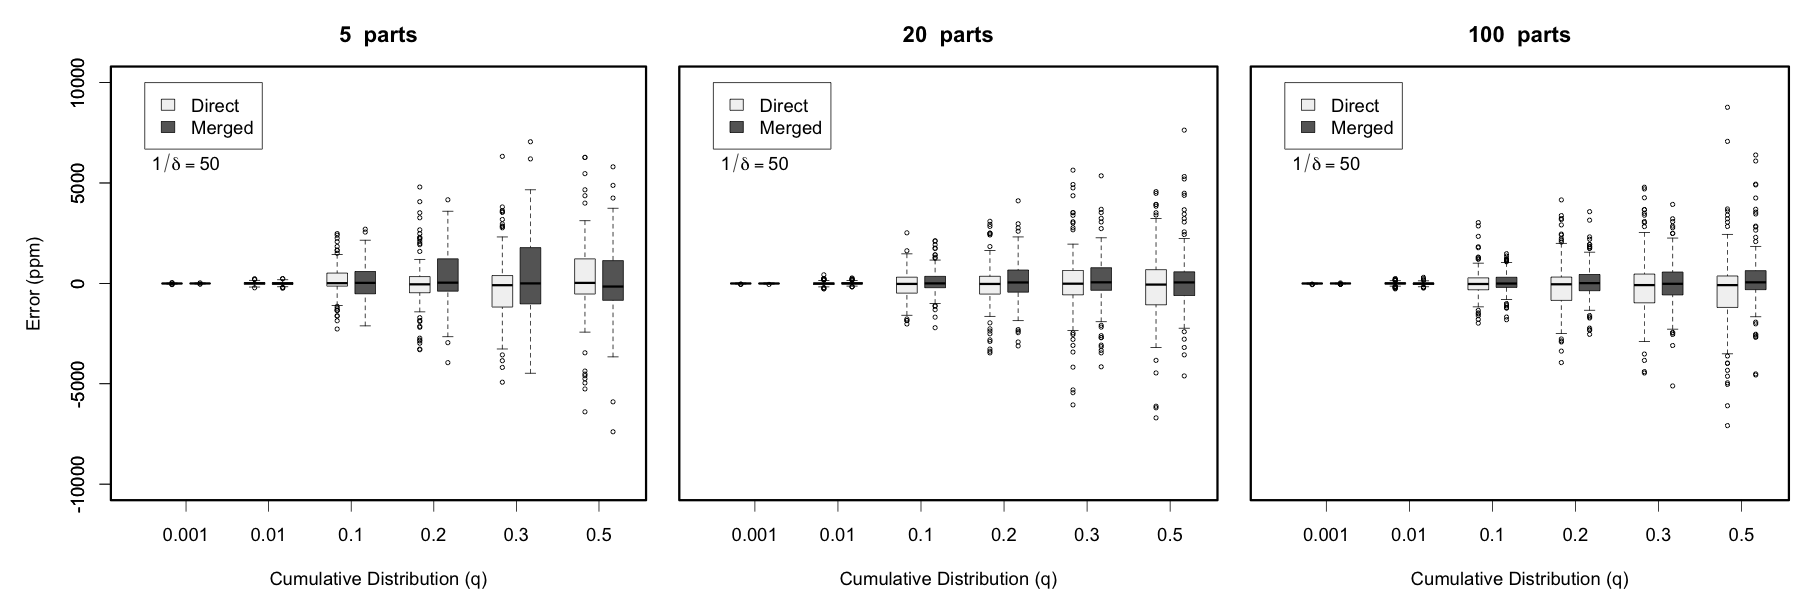 5 parts
20 parts
100 parts
Direct
Merged
1/δ = 50
Direct
Merged
1/δ = 50
Direct
Merged
1/δ = 50
10000
5000
0
-5000
-10000
Error (ppm)
0.001 0.01 0.1 0.2 0.3 0.5
0.001 0.01 0.1 0.2 0.3 0.5
0.001 0.01 0.1 0.2 0.3 0.5
Cumulative Distribution (q)
Cumulative Distribution (q)
Cumulative Distribution (q)